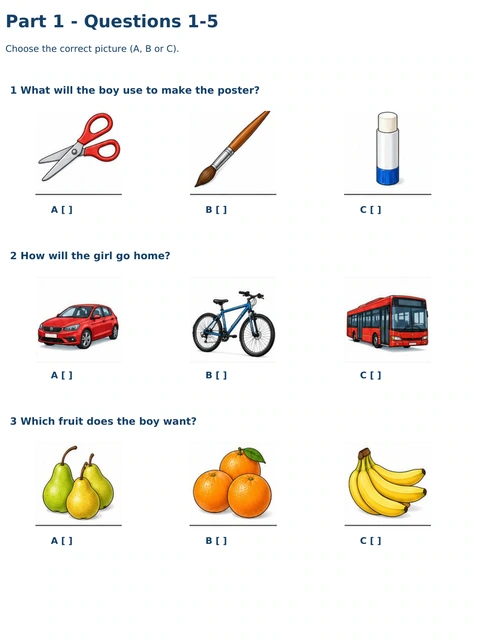 Part 1 - Questions 1-5
Choose the correct picture (A, B or C).
1 What will the boy use to make the poster?
A [ ] B [ ] C [ ]
2 How will the girl go home?
A [ ] B [ ] C [ ]
3 Which fruit does the boy want?
A [ ] B [ ] C [ ]